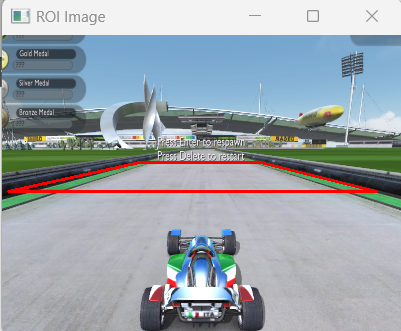 ROI Image
Gold Medal
???
Silver Medal
???
Bronze Medal
???
Press Enter to respawn
Press Delete to restart